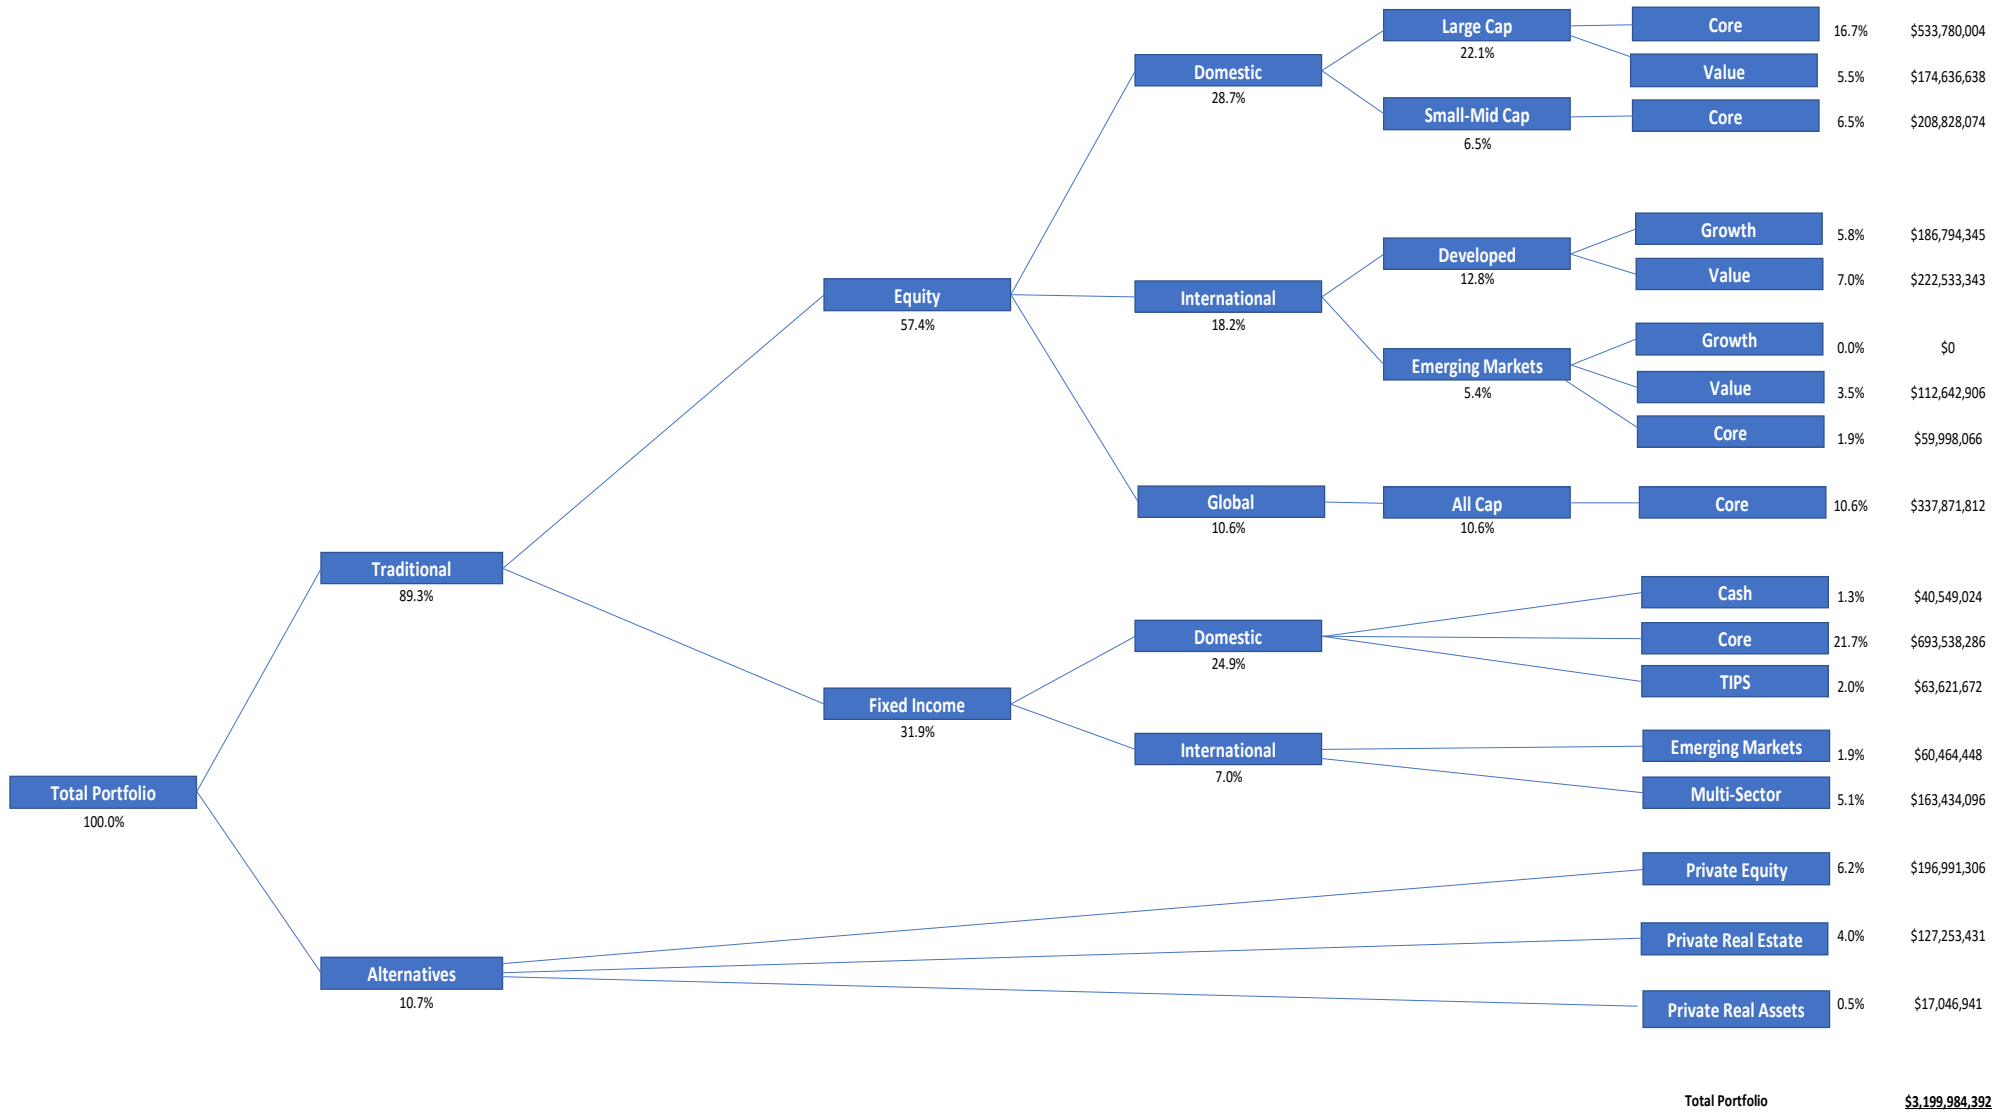 Large Cap
22.1%
Core
16.7% $533,780,004
Domestic
28.7%
Value
5.5% $174,636,638
Small-Mid Cap
6.5%
Core
6.5% $208,828,074
Growth
5.8% $186,794,345
Developed
12.8%
Value
7.0% $222,533,343
Equity
57.4%
International
18.2%
Growth
0.0% $0
Emerging Markets
5.4%
Value
3.5% $112,642,906
Core
1.9% $59,998,066
Global
10.6%
All Cap
10.6%
Core
10.6% $337,871,812
Traditional
89.3%
Cash
1.3% $40,549,024
Domestic
24.9%
Core
21.7% $693,538,286
TIPS
2.0% $63,621,672
Fixed Income
31.9%
International
7.0%
Emerging Markets
1.9% $60,464,448
Multi-Sector
5.1% $163,434,096
Total Portfolio
100.0%
Private Equity
6.2% $196,991,306
Private Real Estate
4.0% $127,253,431
Alternatives
10.7%
Private Real Assets
0.5% $17,046,941
Total Portfolio $3,199,984,392